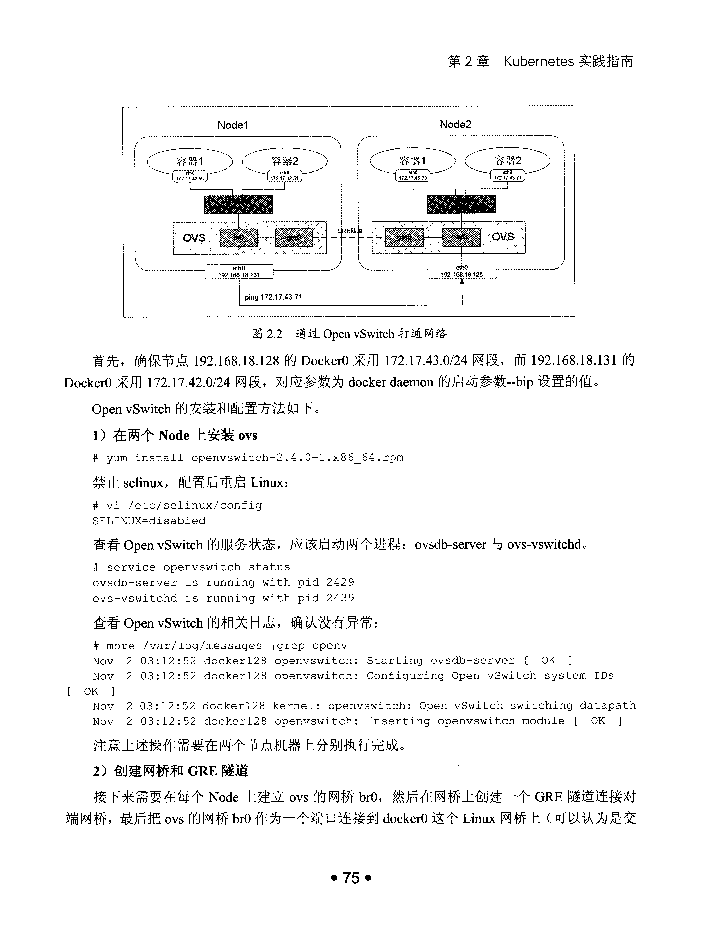 第 2 章 Kubernetes 实践指南
Node1
Node2
容器1
容器2
容器1
容器2
OVS
OVS
eth0
192.168.18.131
eth0
192.168.18.128
ping 172.17.43.71
图 2.2 通过 Open vSwitch 打通网络
首先，确保节点 192.168.18.128 的 Docker0 采用 172.17.43.0/24 网段，而 192.168.18.131 的
Docker0 采用 172.17.42.0/24 网段，对应参数为 docker daemon 的启动参数--bip 设置的值。
Open vSwitch 的安装和配置方法如下。
1）在两个 Node 上安装 ovs
# yum install openvswitch-2.4.0-1.x86_64.rpm
禁止 selinux，配置后重启 Linux：
# vi /etc/selinux/config
SELINUX=disabled
查看 Open vSwitch 的服务状态，应该启动两个进程：ovsdb-server 与 ovs-vswitchd。
# service openvswitch status
ovsdb-server is running with pid 2429
ovs-vswitchd is running with pid 2439
查看 Open vSwitch 的相关日志，确认没有异常：
# more /var/log/messages |grep openv
Nov 2 03:12:52 docker128 openvswitch: Starting ovsdb-server [ OK ]
Nov 2 03:12:52 docker128 openvswitch: Configuring Open vSwitch system IDs
[ OK ]
Nov 2 03:12:52 docker128 kernel: openvswitch: Open vSwitch switching datapath
Nov 2 03:12:52 docker128 openvswitch: Inserting openvswitch module [ OK ]
注意上述操作需要在两个节点机器上分别执行完成。
2）创建网桥和 GRE 隧道
接下来需要在每个 Node 上建立 ovs 的网桥 br0，然后在网桥上创建一个 GRE 隧道连接对
端网桥，最后把 ovs 的网桥 br0 作为一个端口连接到 docker0 这个 Linux 网桥上（可以认为是交
• 75 •